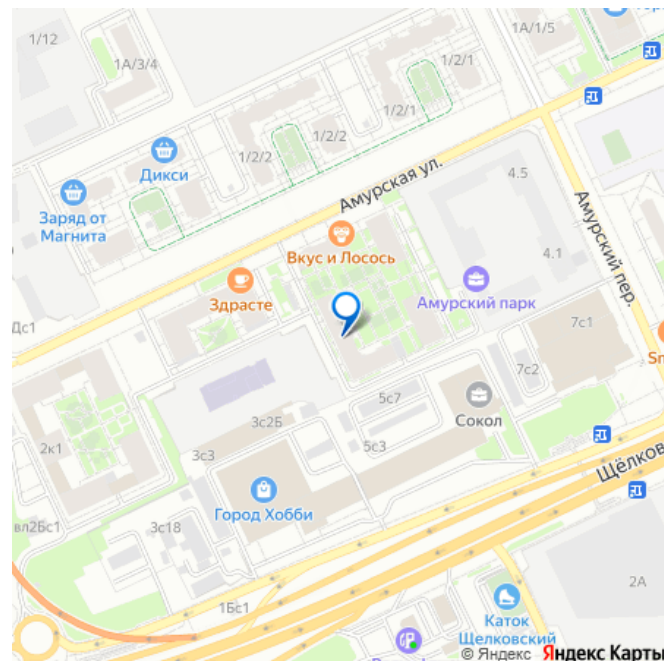 1/12
1А/3/4
1/2/1
1А/1/5
1/2/1
1/2/2
1/2/2
Дикси
Заряд от
Магнита
Амурская ул.
4.5
Амурский пер.
4.1
Вкус и Лосось
Здрасте
Амурский парк
Дс1
7с1
7с2
5с7
Сокол
3с2Б
2к1
3с3
5с3
Щёлков
Город Хобби
вл2Бс1
3с18
2А
1Бс1
Каток
Щелковский
© Яндекс Яндекс Карты